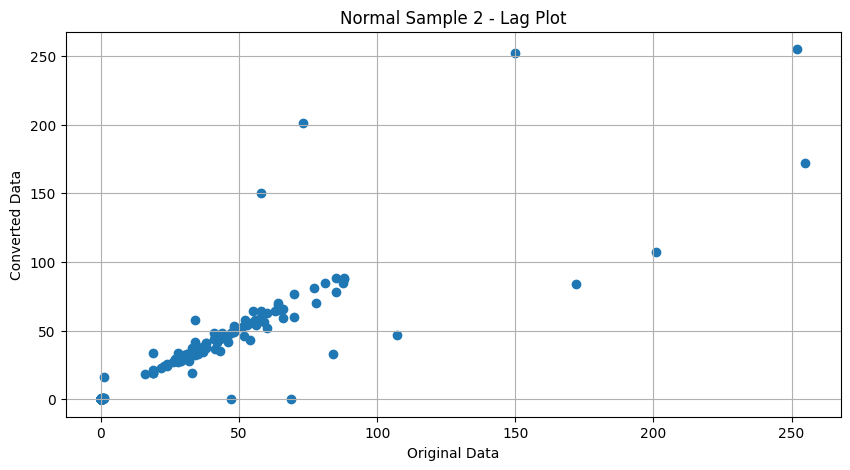 Normal Sample 2 - Lag Plot
250
200
150
100
50
0
Converted Data
0 50 100 150 200 250
Original Data